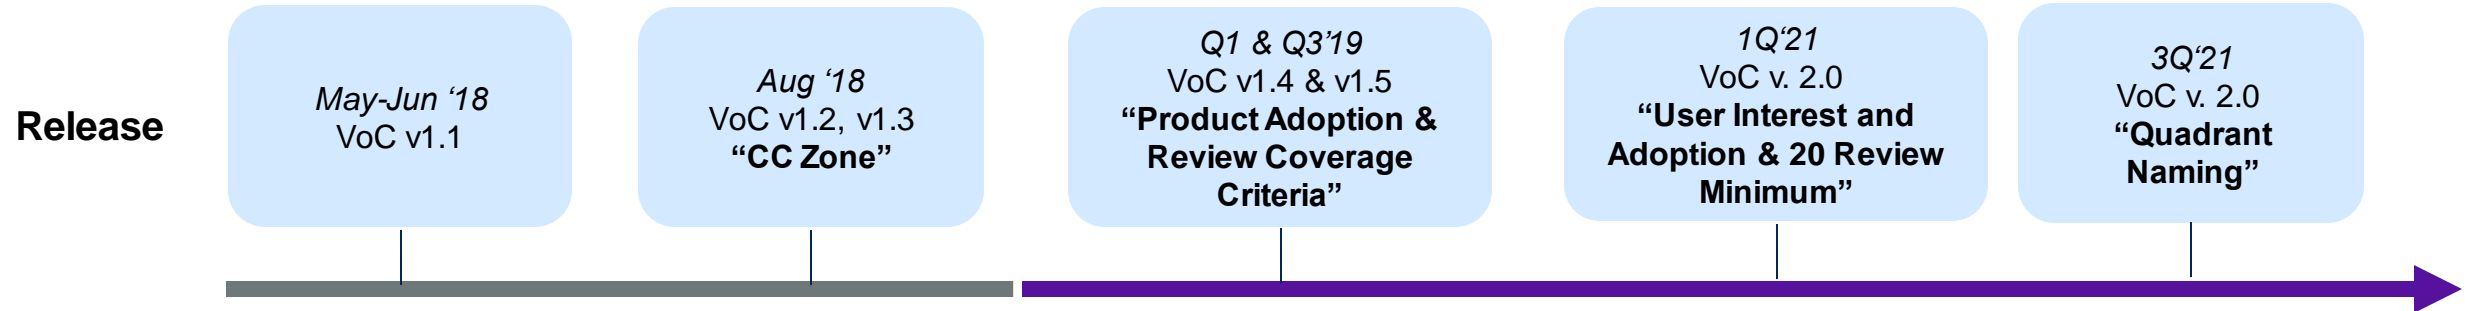 Release
May-Jun ‘18
VoC v1.1
Aug ‘18
VoC v1.2, v1.3
“CC Zone”
Q1 & Q3’19
VoC v1.4 & v1.5
“Product Adoption &
Review Coverage
Criteria”
1Q‘21
VoC v. 2.0
“User Interest and
Adoption & 20 Review
Minimum”
3Q‘21
VoC v. 2.0
“Quadrant
Naming”